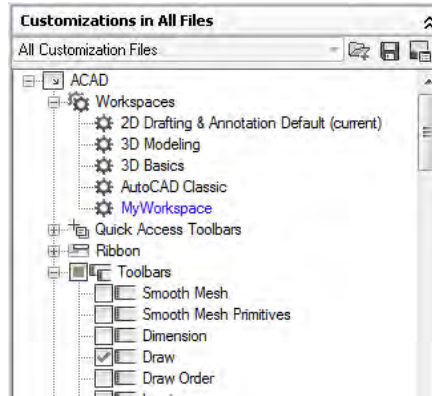 Customizations in All Files
All Customization Files
ACAD
Workspaces
2D Drafting & Annotation Default (current)
3D Modeling
3D Basics
AutoCAD Classic
MyWorkspace
Quick Access Toolbars
Ribbon
Toolbars
Smooth Mesh
Smooth Mesh Primitives
Dimension
Draw
Draw Order